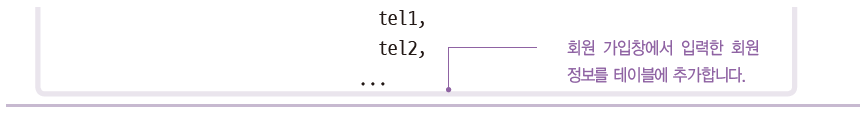 tel1,
tel2,
...
회원 가입창에서 입력한 회원
정보를 테이블에 추가합니다.